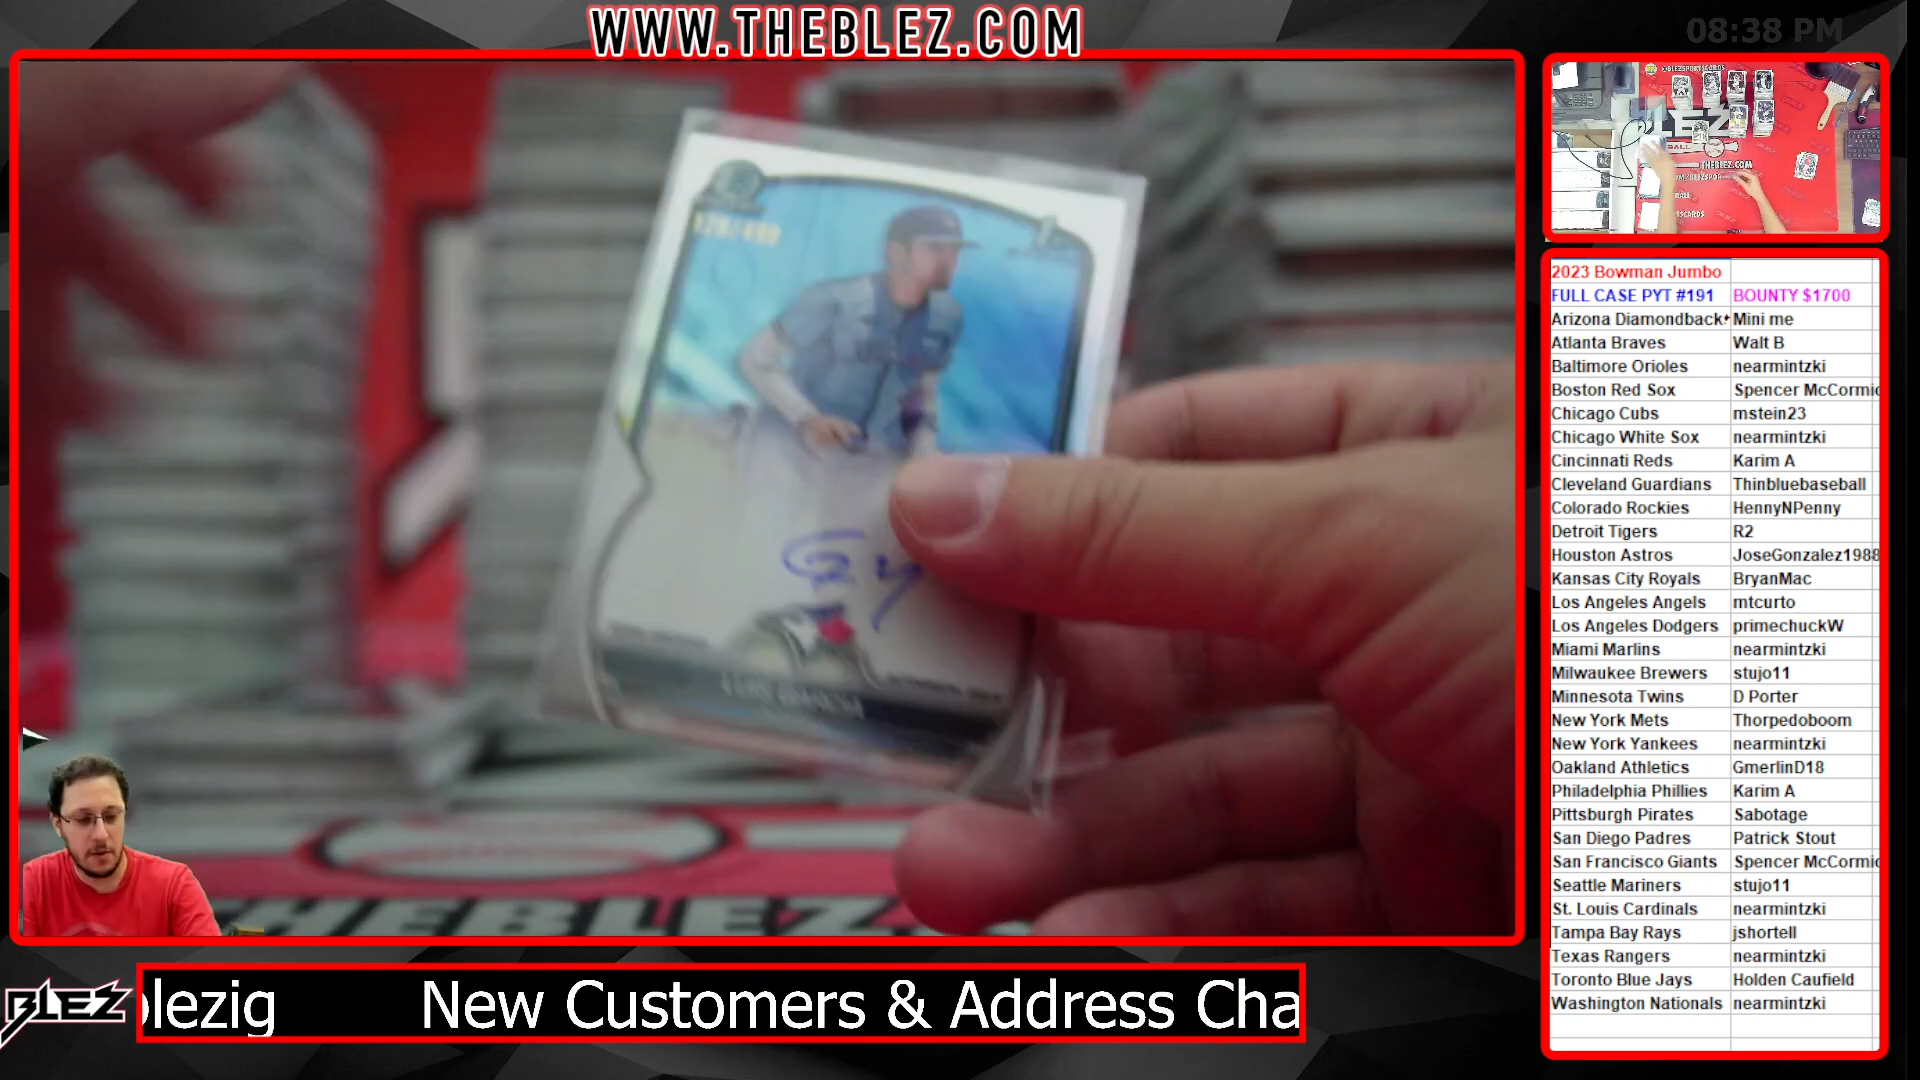 WWW.THEBLEZ.COM
08:38 PM
2023 Bowman Jumbo
FULL CASE PYT #191 BOUNTY $1700
Arizona Diamondback Mini me
Atlanta Braves Walt B
Baltimore Orioles nearmintzki
Boston Red Sox Spencer McCormic
Chicago Cubs mstein23
Chicago White Sox nearmintzki
Cincinnati Reds Karim A
Cleveland Guardians Thinbluebaseball
Colorado Rockies HennyNPenny
Detroit Tigers R2
Houston Astros JoseGonzalez1988
Kansas City Royals BryanMac
Los Angeles Angels mtcurto
Los Angeles Dodgers primechuckW
Miami Marlins nearmintzki
Milwaukee Brewers stujo11
Minnesota Twins D Porter
New York Mets Thorpedoboom
New York Yankees nearmintzki
Oakland Athletics GmerlinD18
Philadelphia Phillies Karim A
Pittsburgh Pirates Sabotage
San Diego Padres Patrick Stout
San Francisco Giants Spencer McCormic
Seattle Mariners stujo11
St. Louis Cardinals nearmintzki
Tampa Bay Rays jshortell
Texas Rangers nearmintzki
Toronto Blue Jays Holden Caufield
Washington Nationals nearmintzki
THEBLEZ
BLEZ
blezig New Customers & Address Cha